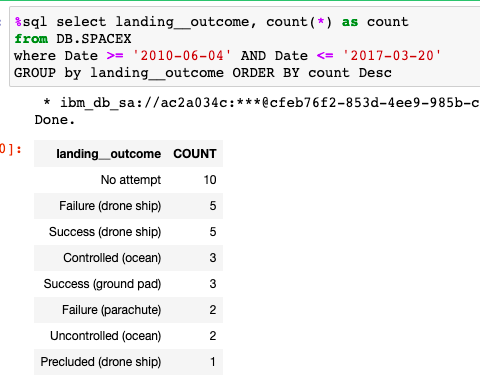 : %sql select landing__outcome, count(*) as count
from DB.SPACEX
where Date >= '2010-06-04' AND Date <= '2017-03-20'
GROUP by landing__outcome ORDER BY count Desc
* ibm_db_sa://ac2a034c:***@cfeb76f2-853d-4ee9-985b-c
Done.
0]:
landing__outcome COUNT
No attempt 10
Failure (drone ship) 5
Success (drone ship) 5
Controlled (ocean) 3
Success (ground pad) 3
Failure (parachute) 2
Uncontrolled (ocean) 2
Precluded (drone ship) 1